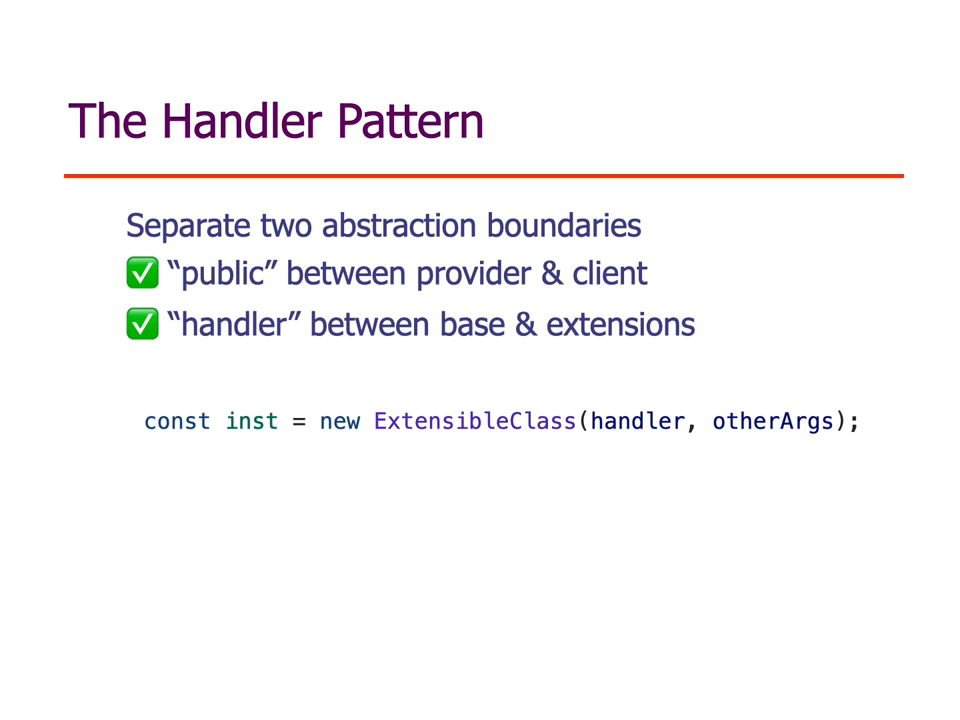 The Handler Pattern
Separate two abstraction boundaries
✅ “public” between provider & client
✅ “handler” between base & extensions
const inst = new ExtensibleClass(handler, otherArgs);